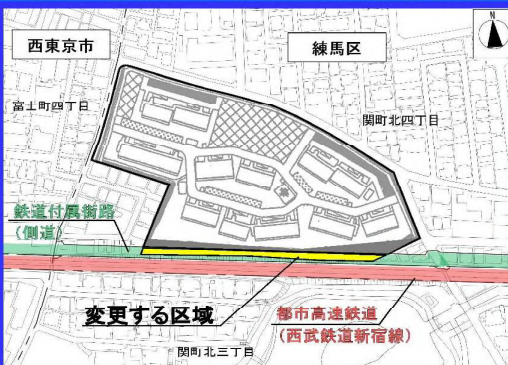 N
西東京市
練馬区
富士町四丁目
関町北四丁目
鉄道付属街路
(側道)
変更する区域
都市高速鉄道
(西武鉄道新宿線)
関町北三丁目